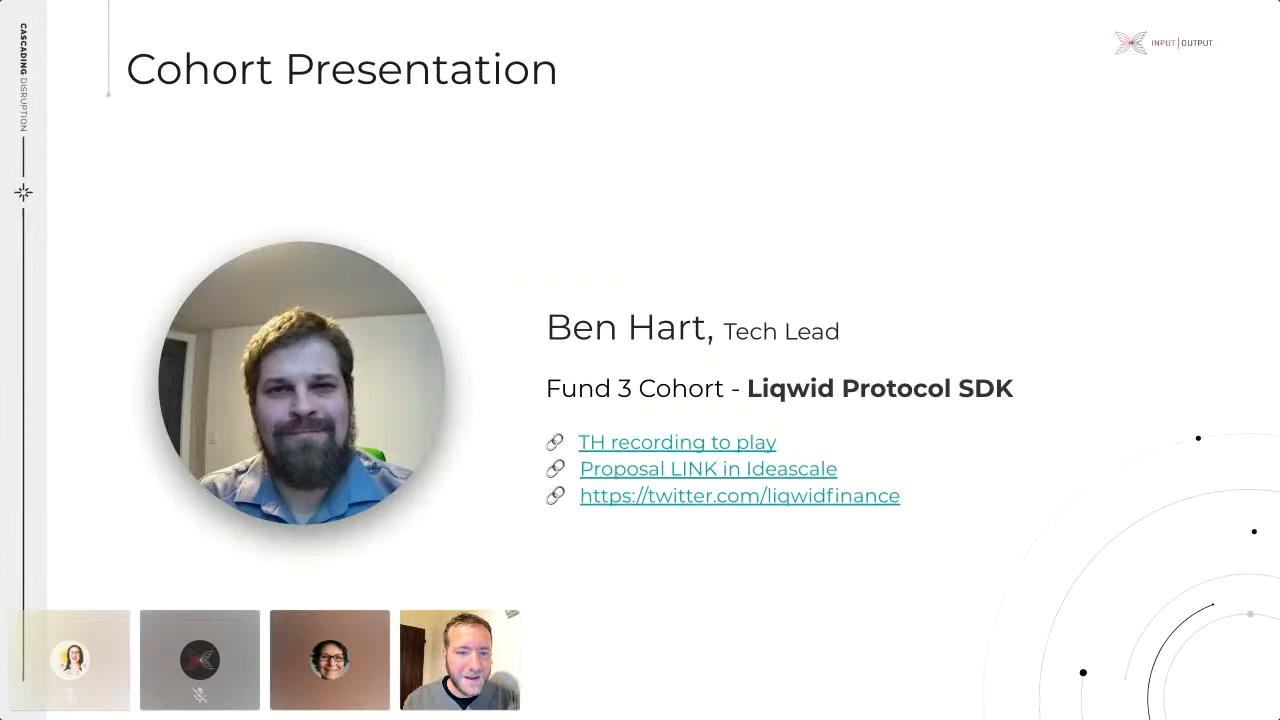 CASCADING DISRUPTION
Cohort Presentation
INPUT | OUTPUT
Ben Hart, Tech Lead
Fund 3 Cohort - Liqwid Protocol SDK
TH recording to play
Proposal LINK in Ideascale
https://twitter.com/liqwidfinance